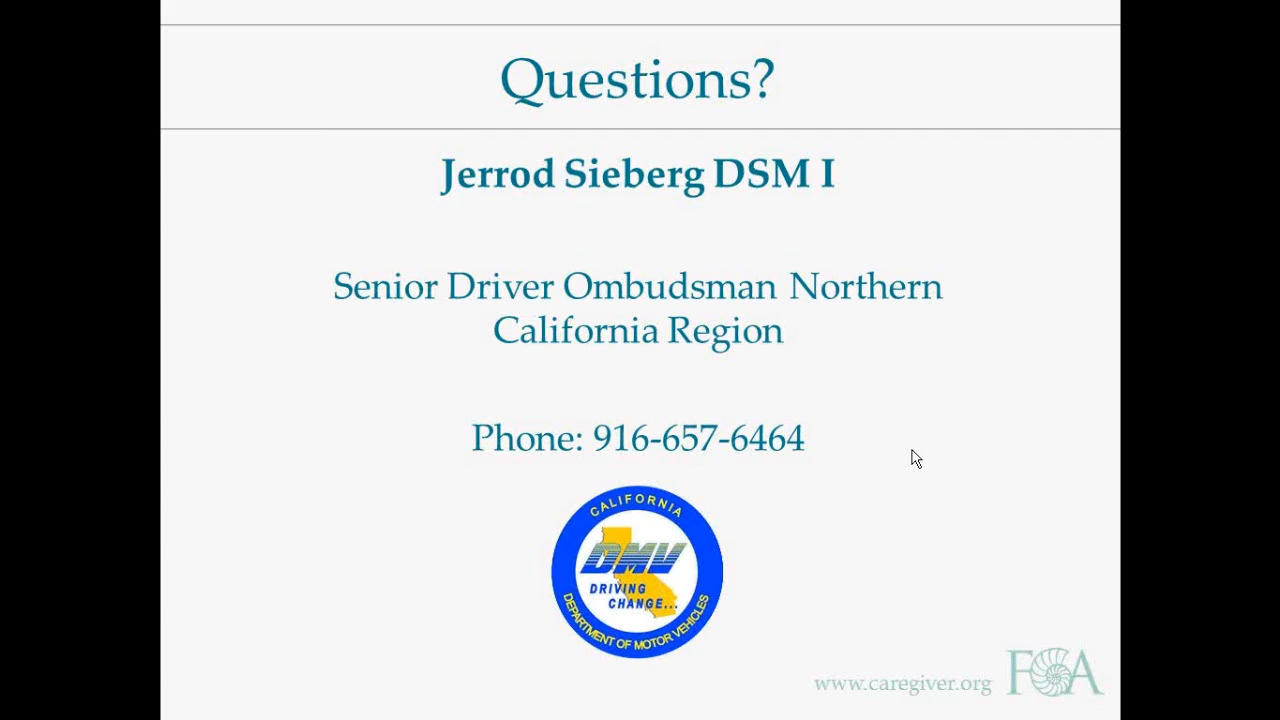 Questions?
Jerrod Sieberg DSM I
Senior Driver Ombudsman Northern
California Region
Phone: 916-657-6464
CALIFORNIA
DMV
DRIVING
CHANGE...
DEPARTMENT OF MOTOR VEHICLES
www.caregiver.org FCA